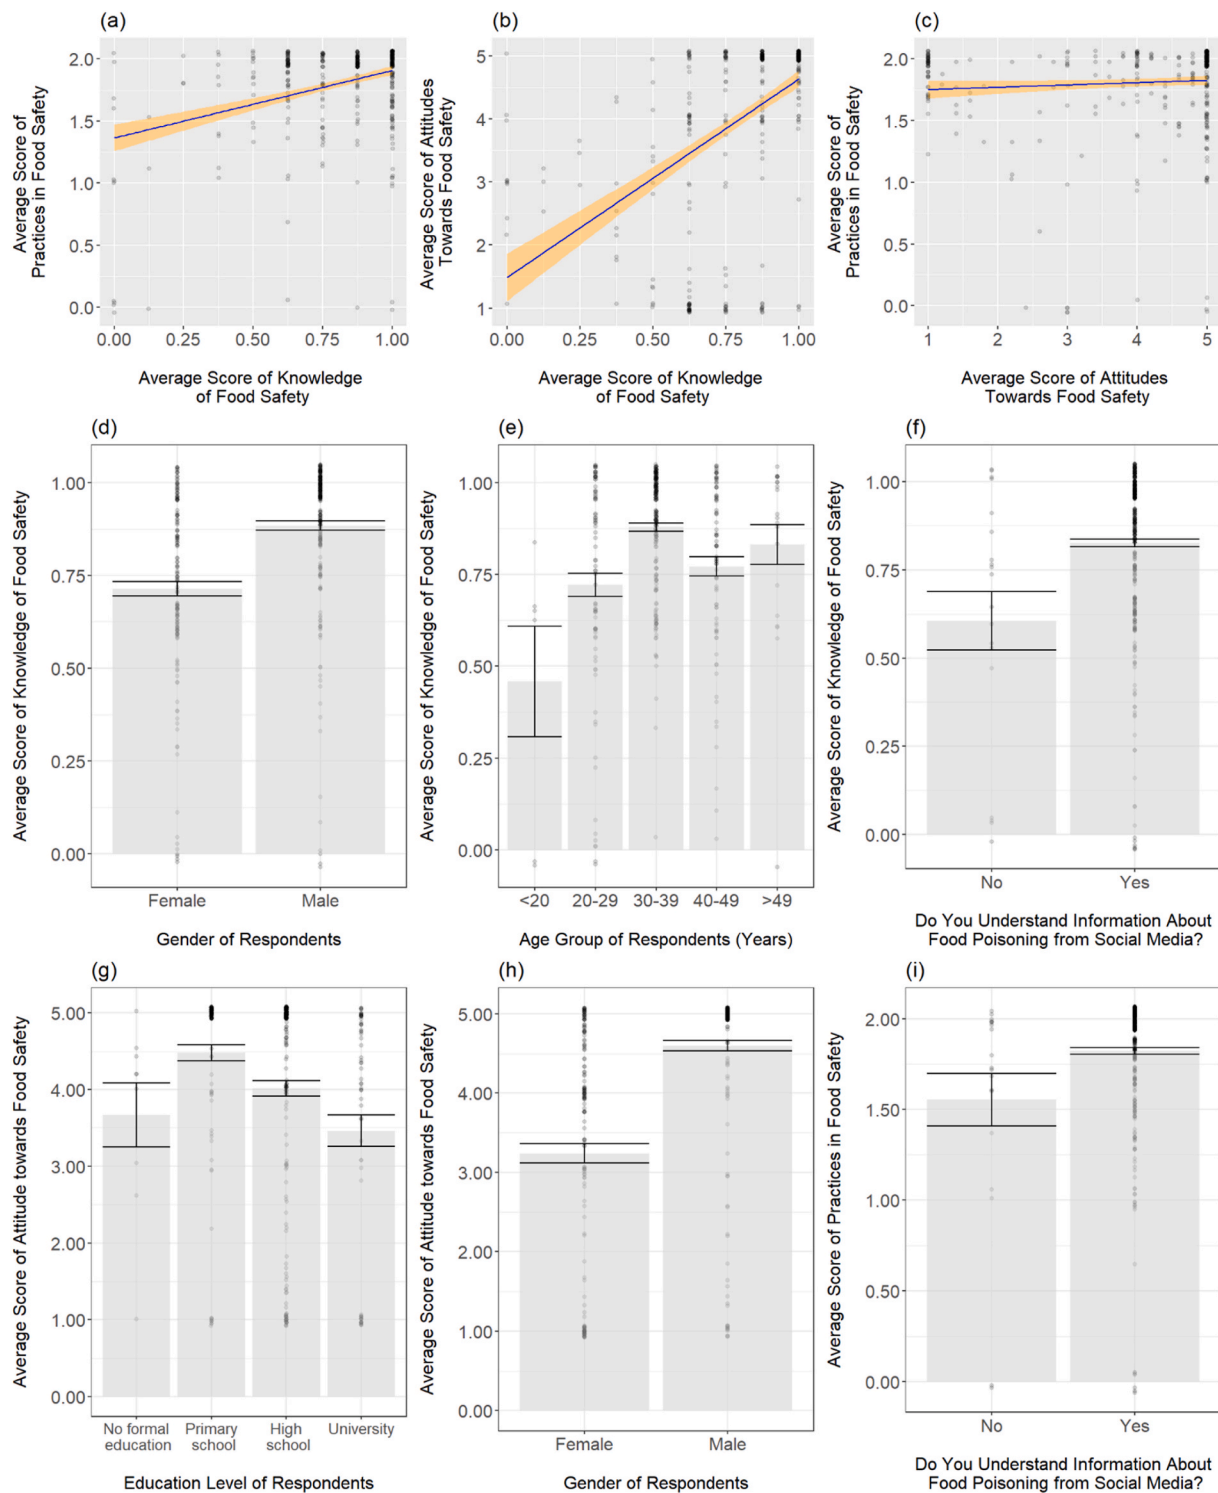 (a)
Average Score of
Practices in Food Safety
2.0
1.5
1.0
0.5
0.0
0.00 0.25 0.50 0.75 1.00
Average Score of Knowledge
of Food Safety
(b)
Average Score of Attitudes
Towards Food Safety
5
4
3
2
1
0.00 0.25 0.50 0.75 1.00
Average Score of Knowledge
of Food Safety
(c)
Average Score of
Practices in Food Safety
2.0
1.5
1.0
0.5
0.0
1 2 3 4 5
Average Score of Attitudes
Towards Food Safety
(d)
Average Score of Knowledge of Food Safety
1.00
0.75
0.50
0.25
0.00
Female Male
Gender of Respondents
(e)
Average Score of Knowledge of Food Safety
1.00
0.75
0.50
0.25
0.00
<20 20-29 30-39 40-49 >49
Age Group of Respondents (Years)
(f)
Average Score of Knowledge of Food Safety
1.00
0.75
0.50
0.25
0.00
No Yes
Do You Understand Information About
Food Poisoning from Social Media?
(g)
Average Score of Attitude towards Food Safety
5.00
4.00
3.00
2.00
1.00
0.00
No formal Primary High University
education school school
Education Level of Respondents
(h)
Average Score of Attitude towards Food Safety
5.00
4.00
3.00
2.00
1.00
0.00
Female Male
Gender of Respondents
(i)
Average Score of Practices in Food Safety
2.00
1.50
1.00
0.50
0.00
No Yes
Do You Understand Information About
Food Poisoning from Social Media?